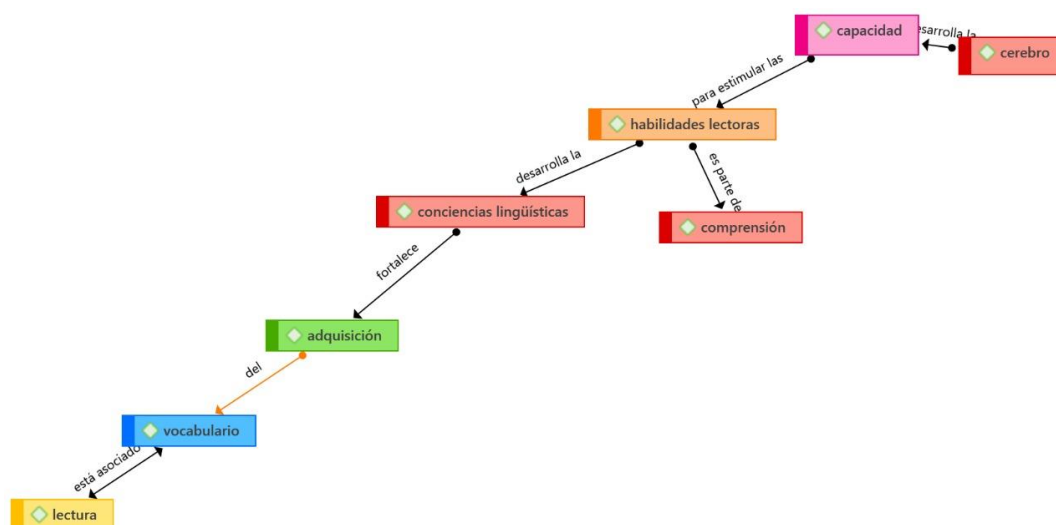 capacidad
esarrolla la
cerebro
para estimular las
habilidades lectoras
desarrolla la
es parte de
conciencias lingüísticas
comprensión
fortalece
adquisición
del
vocabulario
está asociado
lectura